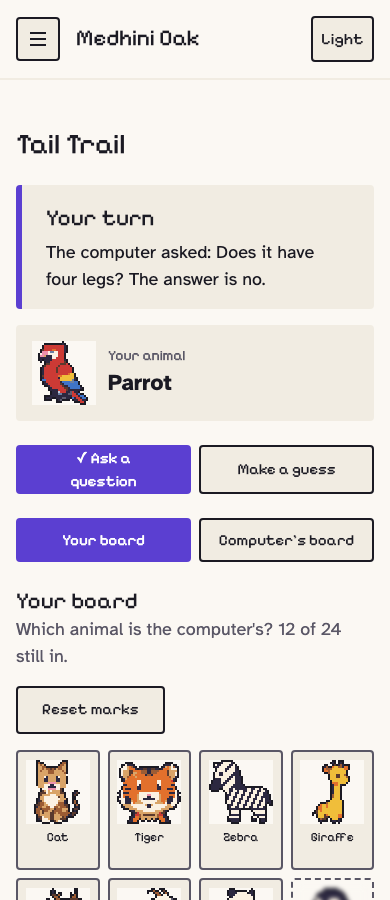 Medhini Oak
Light
Tail Trail
Your turn
The computer asked: Does it have
four legs? The answer is no.
Your animal
Parrot
✓ Ask a
question
Make a guess
Your board
Computer's board
Your board
Which animal is the computer's? 12 of 24
still in.
Reset marks
Cat
Tiger
Zebra
Giraffe